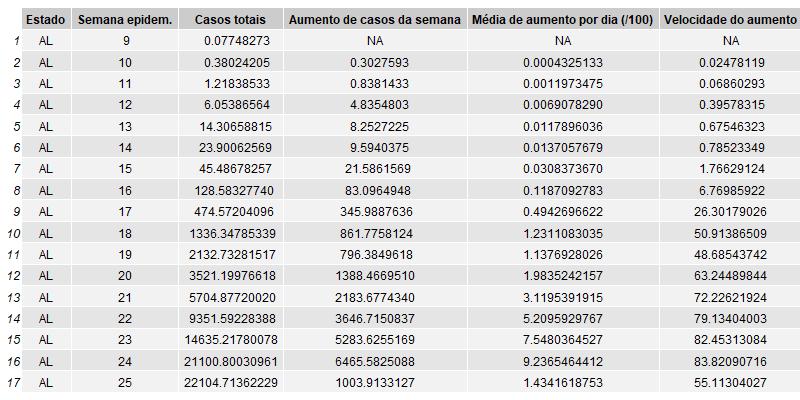 Estado Semana epidem. Casos totais Aumento de casos da semana Média de aumento por dia (/100) Velocidade do aumento
1 AL 9 0.07748273 NA NA NA
2 AL 10 0.38024205 0.3027593 0.0004325133 0.02478119
3 AL 11 1.21838533 0.8381433 0.0011973475 0.06860293
4 AL 12 6.05386564 4.8354803 0.0069078290 0.39578315
5 AL 13 14.30658815 8.2527225 0.0117896036 0.67546323
6 AL 14 23.90062569 9.5940375 0.0137057679 0.78523349
7 AL 15 45.48678257 21.5861569 0.0308373670 1.76629124
8 AL 16 128.58327740 83.0964948 0.1187092783 6.76985922
9 AL 17 474.57204096 345.9887636 0.4942696622 26.30179026
10 AL 18 1336.34785339 861.7758124 1.2311083035 50.91386509
11 AL 19 2132.73281517 796.3849618 1.1376928026 48.68543742
12 AL 20 3521.19976618 1388.4669510 1.9835242157 63.24489844
13 AL 21 5704.87720020 2183.6774340 3.1195391915 72.22621924
14 AL 22 9351.59228388 3646.7150837 5.2095929767 79.13404003
15 AL 23 14635.21780078 5283.6255169 7.5480364527 82.45313084
16 AL 24 21100.80030961 6465.5825088 9.2365464412 83.82090716
17 AL 25 22104.71362229 1003.9133127 1.4341618753 55.11304027